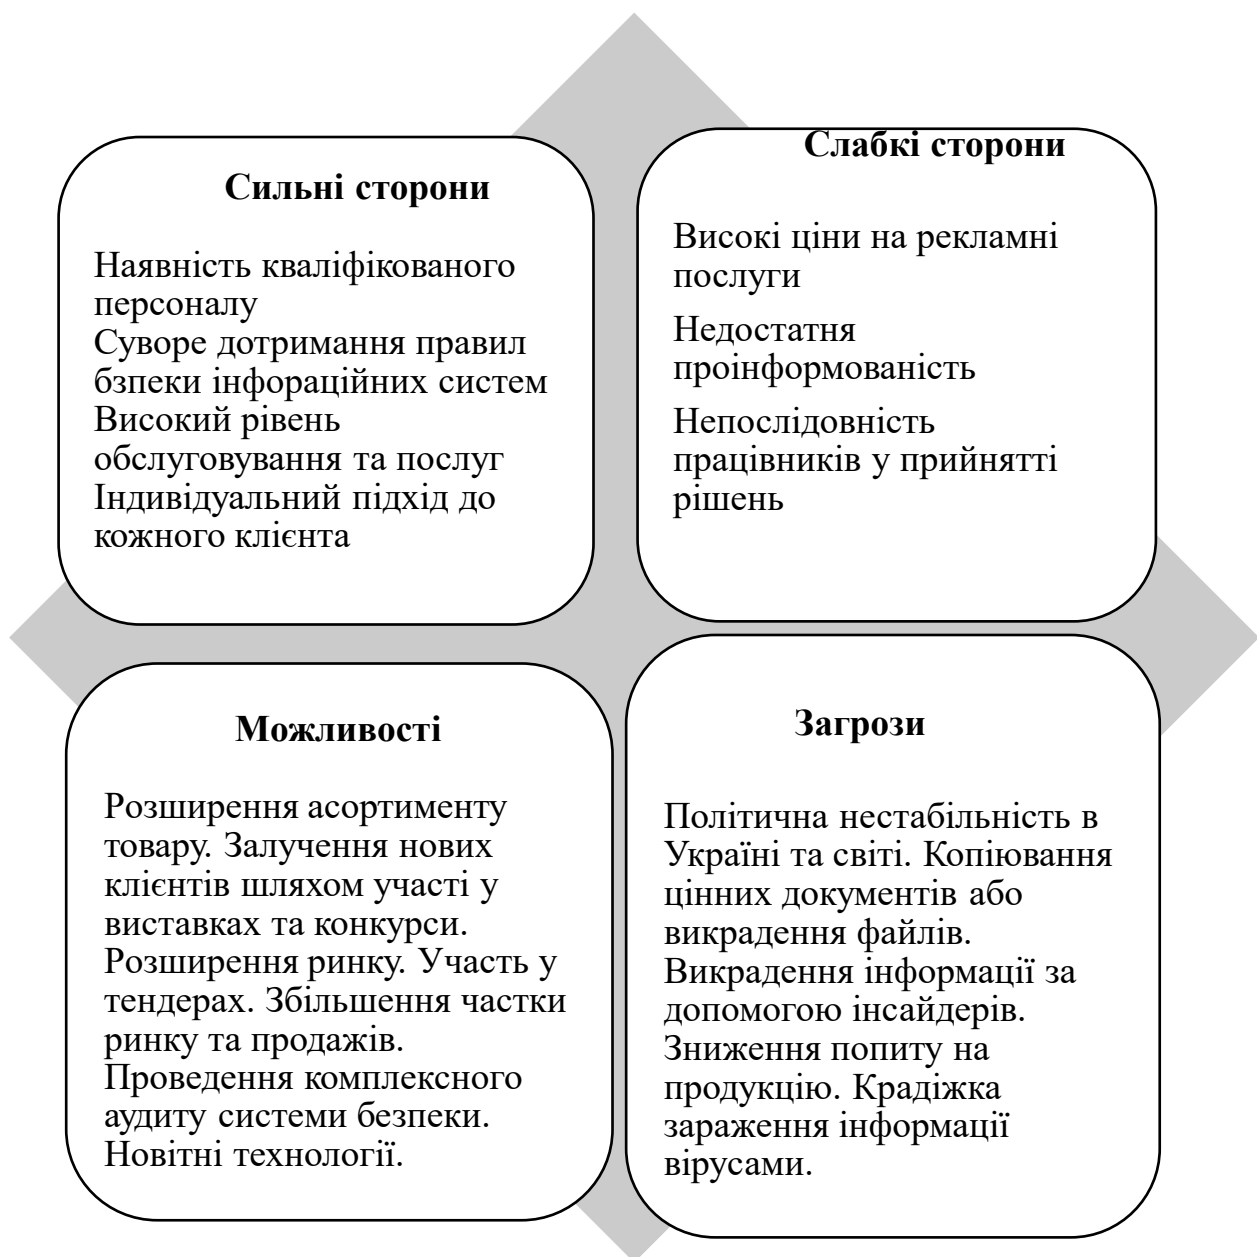 Сильні сторони
Наявність кваліфікованого
персоналу
Суворе дотримання правил
бзпеки інфораційних систем
Високий рівень
обслуговування та послуг
Індивідуальний підхід до
кожного клієнта
Слабкі сторони
Високі ціни на рекламні
послуги
Недостатня
проінформованість
Непослідовність
працівників у прийнятті
рішень
Можливості
Розширення асортименту
товару. Залучення нових
клієнтів шляхом участі у
виставках та конкурси.
Розширення ринку. Участь у
тендерах. Збільшення частки
ринку та продажів.
Проведення комплексного
аудиту системи безпеки.
Новітні технології.
Загрози
Політична нестабільність в
Україні та світі. Копіювання
цінних документів або
викрадення файлів.
Викрадення інформації за
допомогою інсайдерів.
Зниження попиту на
продукцію. Крадіжка
зараження інформації
вірусами.